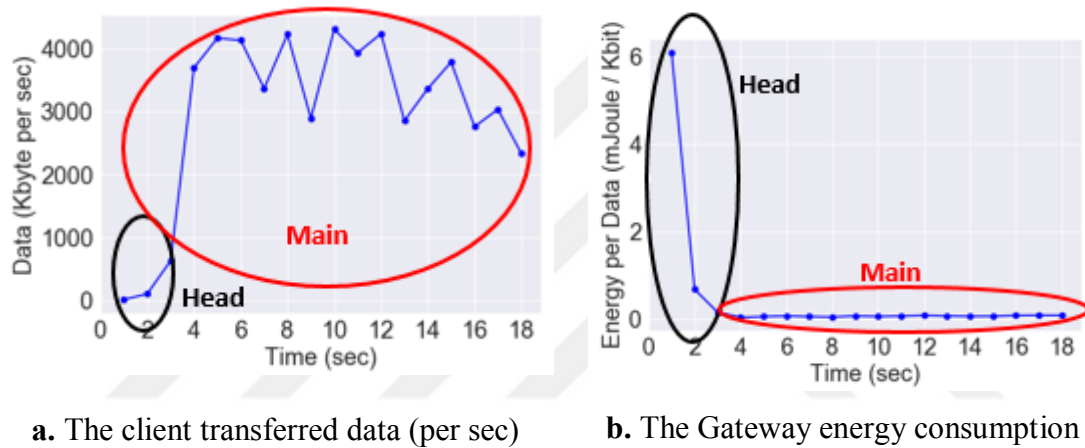 Data (Kbyte per sec)
4000
3000
2000
1000
0
Main
Head
0 2 4 6 8 10 12 14 16 18
Time (sec)
a. The client transferred data (per sec)
Energy per Data (mJoule / Kbit)
6
4
2
0
Head
Main
0 2 4 6 8 10 12 14 16 18
Time (sec)
b. The Gateway energy consumption